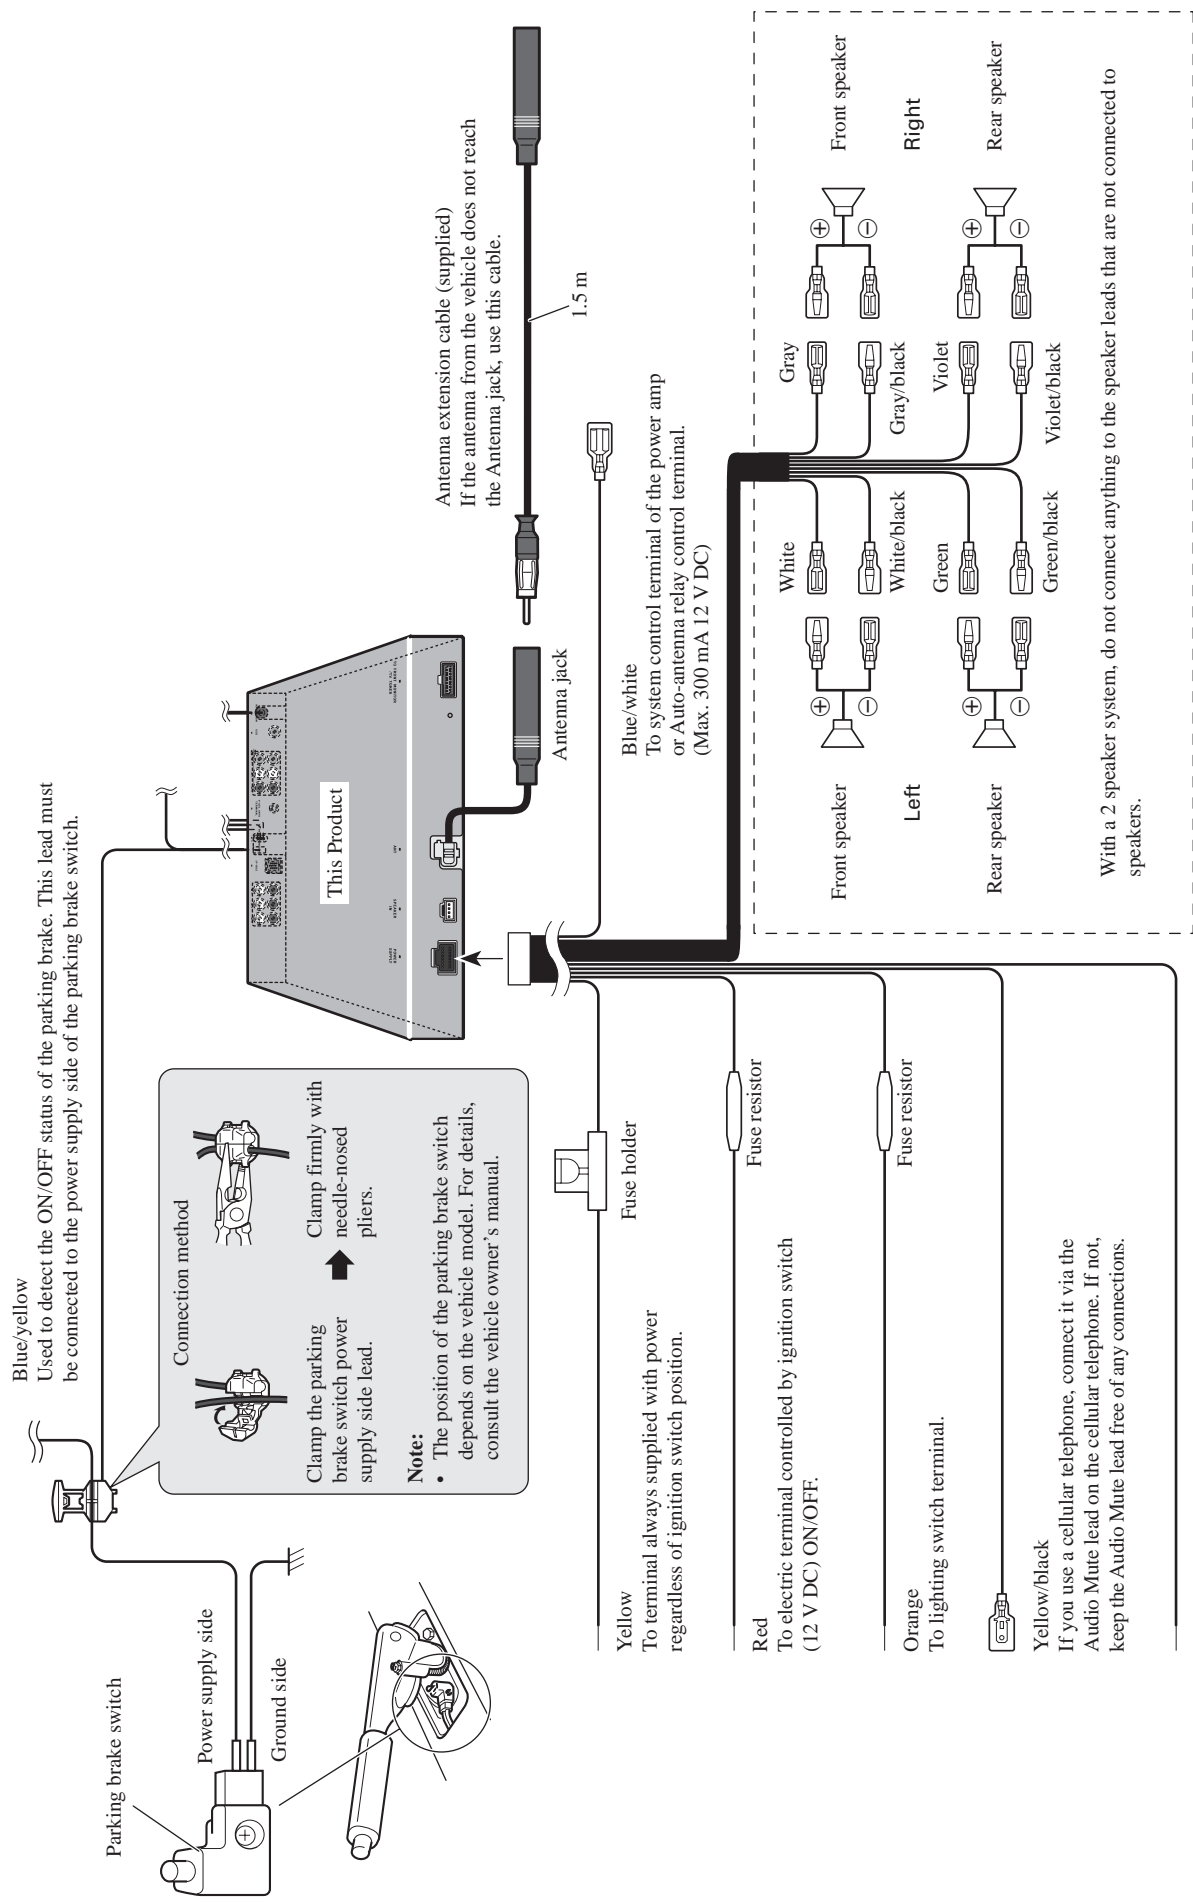 Blue/yellow
Used to detect the ON/OFF status of the parking brake. This lead must
be connected to the power supply side of the parking brake switch.
Parking brake switch
Power supply side
Ground side
Connection method
Clamp the parking
brake switch power
supply side lead.
Clamp firmly with
needle-nosed
pliers.
Note:
• The position of the parking brake switch
depends on the vehicle model. For details,
consult the vehicle owner's manual.
This Product
POWER
SUPPLY
SPEAKER
IN
ANT
TO FRONT MONITOR
/TV TUNER
Antenna jack
Antenna extension cable (supplied)
If the antenna from the vehicle does not reach
the Antenna jack, use this cable.
1.5 m
Fuse holder
Yellow
To terminal always supplied with power
regardless of ignition switch position.
Blue/white
To system control terminal of the power amp
or Auto-antenna relay control terminal.
(Max. 300 mA 12 V DC)
Fuse resistor
Red
To electric terminal controlled by ignition switch
(12 V DC) ON/OFF.
Fuse resistor
Orange
To lighting switch terminal.
Yellow/black
If you use a cellular telephone, connect it via the
Audio Mute lead on the cellular telephone. If not,
keep the Audio Mute lead free of any connections.
White
Gray
+
−
+
−
Front speaker
White/black
Gray/black
Front speaker
Left
Right
Green
Violet
+
−
+
−
Rear speaker
Green/black
Violet/black
Rear speaker
With a 2 speaker system, do not connect anything to the speaker leads that are not connected to
speakers.